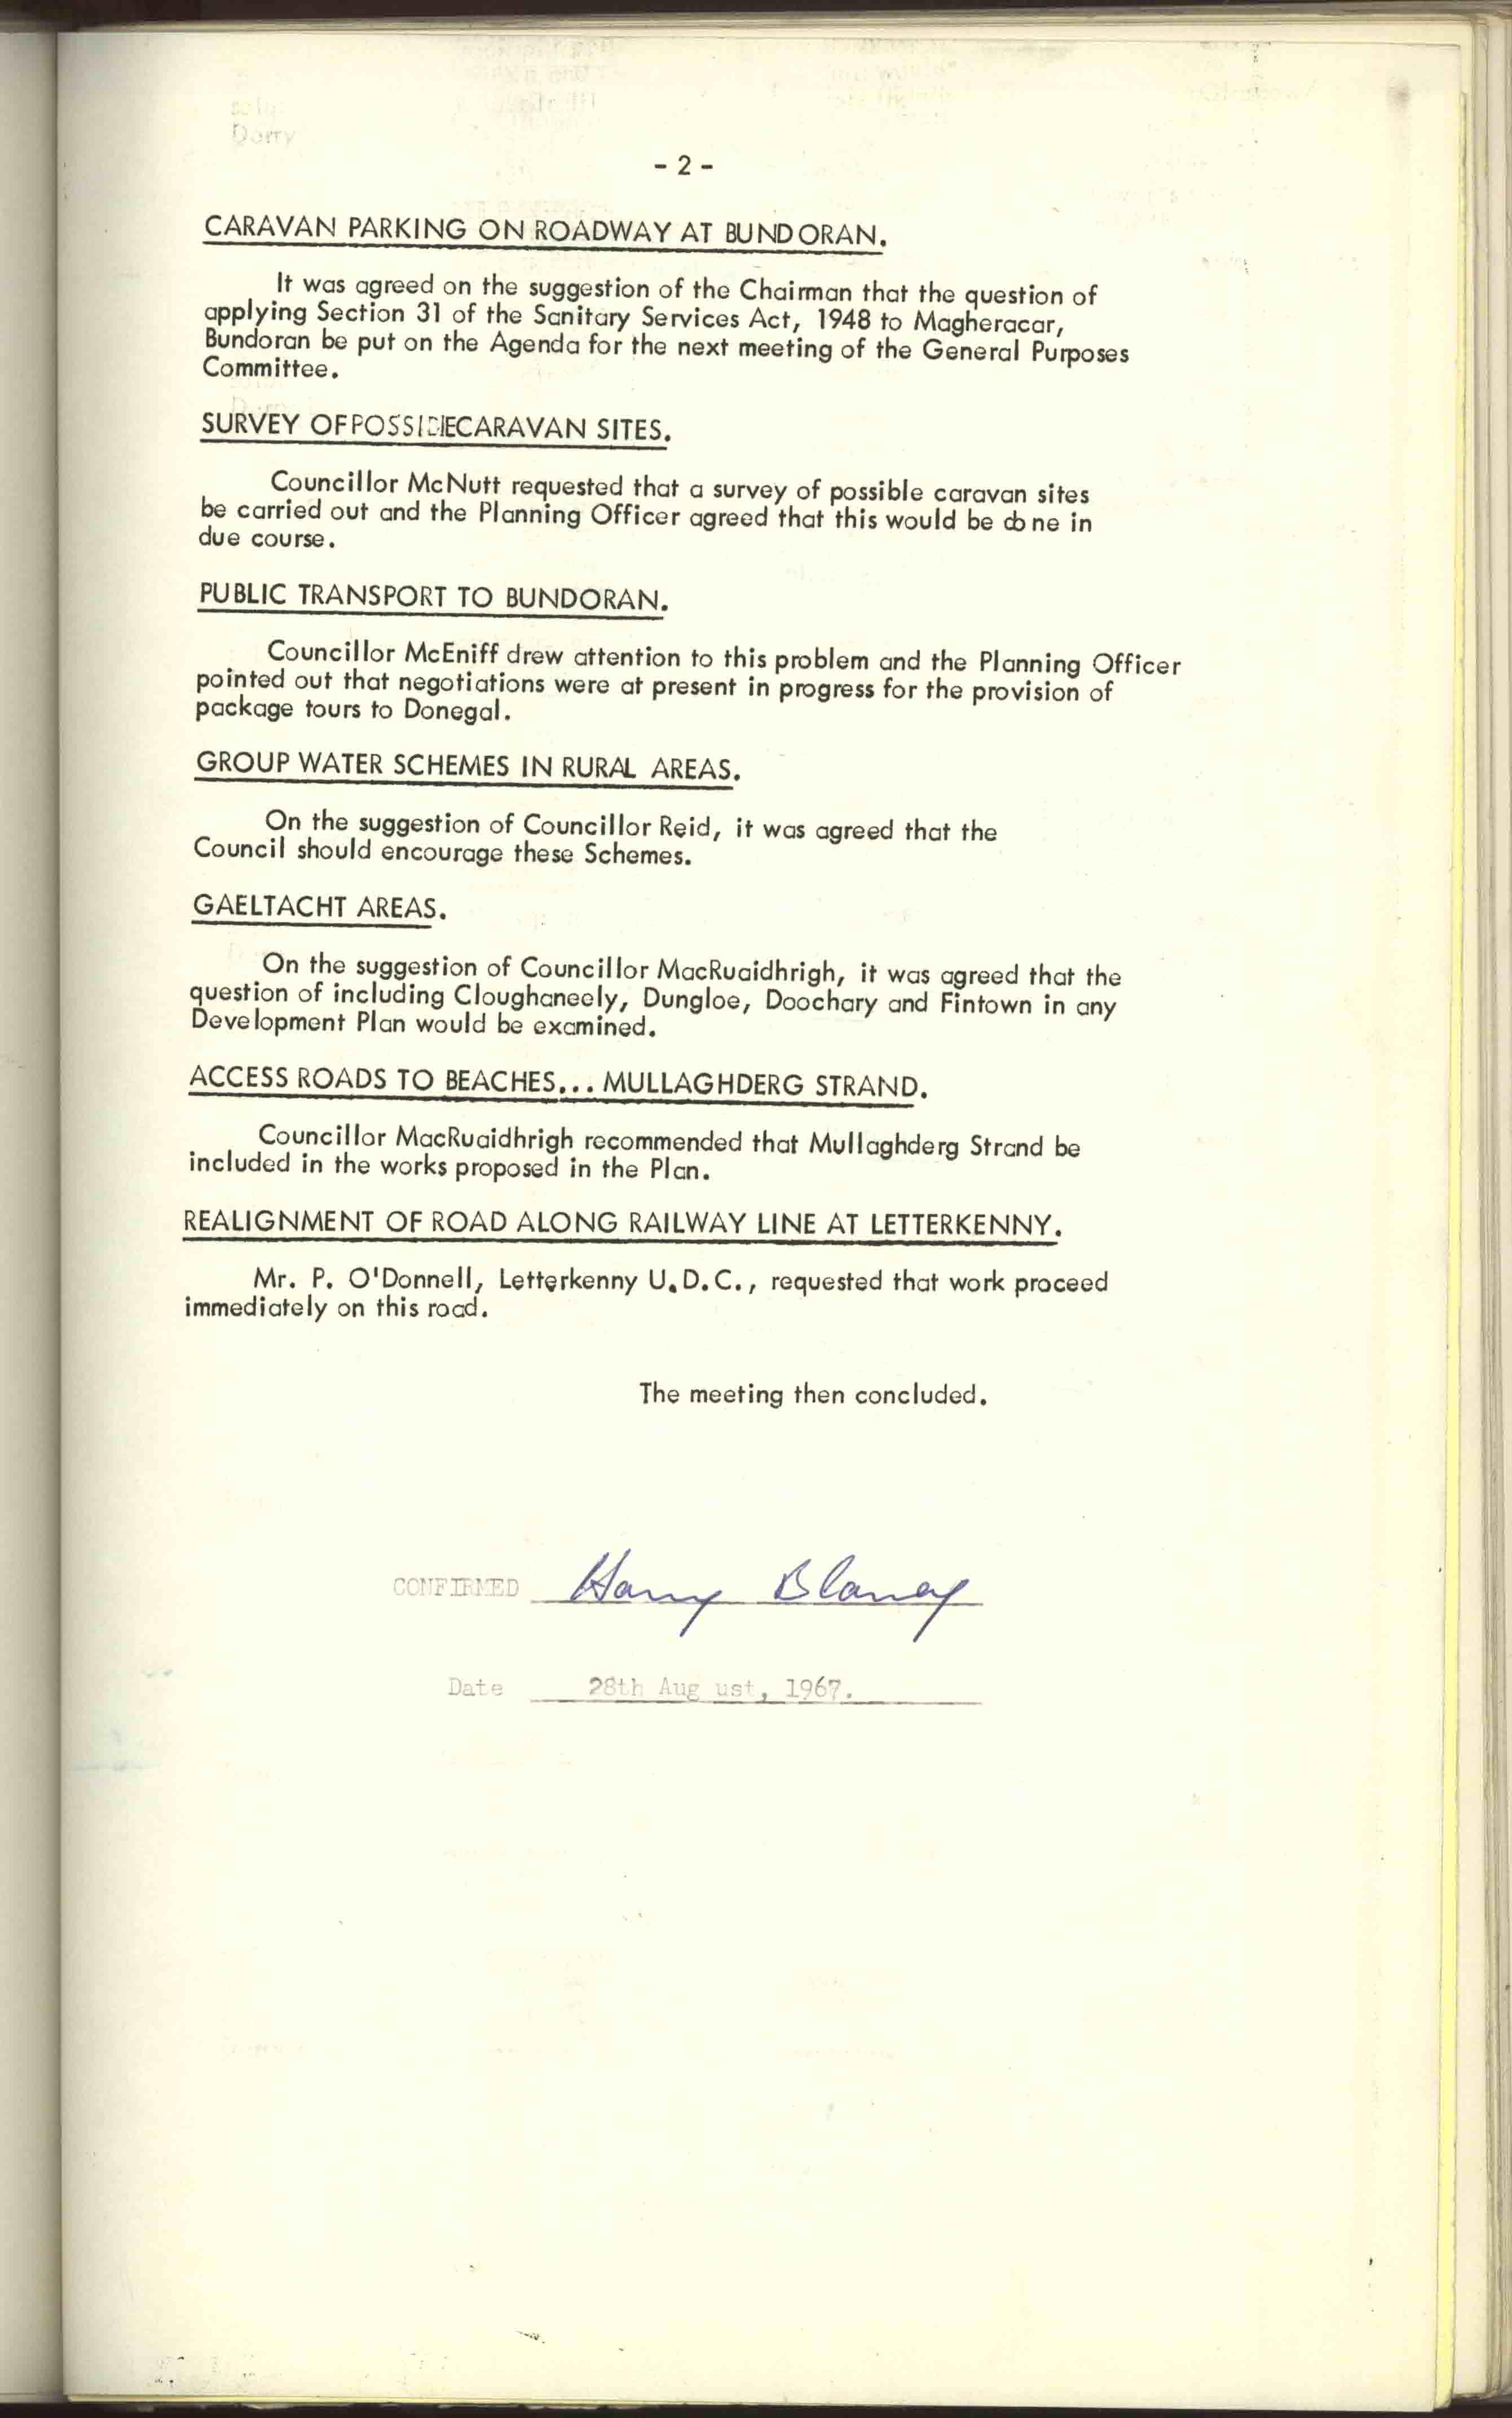 - 2 -
CARAVAN PARKING ON ROADWAY AT BUNDORAN.
It was agreed on the suggestion of the Chairman that the question of
applying Section 31 of the Sanitary Services Act, 1948 to Magheracar,
Bundoran be put on the Agenda for the next meeting of the General Purposes
Committee.
SURVEY OF CARAVAN SITES.
Councillor McNutt requested that a survey of possible caravan sites
be carried out and the Planning Officer agreed that this would be done in
due course.
PUBLIC TRANSPORT TO BUNDORAN.
Councillor McEniff drew attention to this problem and the Planning Officer
pointed out that negotiations were at present in progress for the provision of
package tours to Donegal.
GROUP WATER SCHEMES IN RURAL AREAS.
On the suggestion of Councillor Reid, it was agreed that the
Council should encourage these Schemes.
GAELTACHT AREAS.
On the suggestion of Councillor MacRuaidhrigh, it was agreed that the
question of including Cloughaneely, Dungloe, Doochary and Fintown in any
Development Plan would be examined.
ACCESS ROADS TO BEACHES... MULLAGHDERG STRAND.
Councillor MacRuaidhrigh recommended that Mullaghderg Strand be
included in the works proposed in the Plan.
REALIGNMENT OF ROAD ALONG RAILWAY LINE AT LETTERKENNY.
Mr. P. O'Donnell, Letterkenny U.D.C., requested that work proceed
immediately on this road.
The meeting then concluded.
CONFIRMED Harry Blaney
Date 28th Aug ust, 1967.